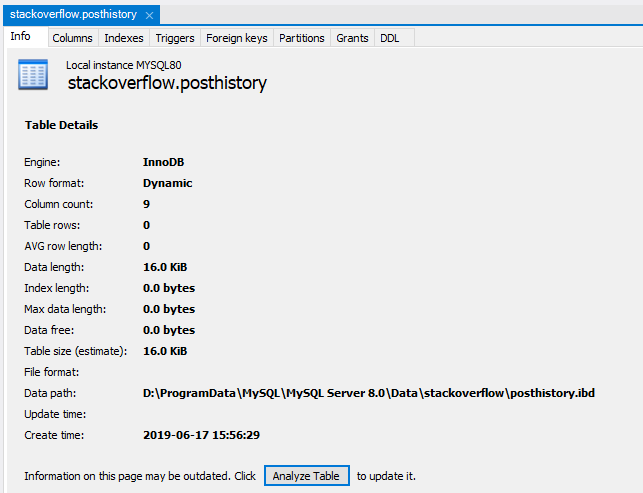 stackoverflow.posthistory ×
Info Columns Indexes Triggers Foreign keys Partitions Grants DDL
Local instance MYSQL80
stackoverflow.posthistory
Table Details
Engine: InnoDB
Row format: Dynamic
Column count: 9
Table rows: 0
AVG row length: 0
Data length: 16.0 KiB
Index length: 0.0 bytes
Max data length: 0.0 bytes
Data free: 0.0 bytes
Table size (estimate): 16.0 KiB
File format:
Data path: D:\ProgramData\MySQL\MySQL Server 8.0\Data\stackoverflow\posthistory.ibd
Update time:
Create time: 2019-06-17 15:56:29
Information on this page may be outdated. Click Analyze Table to update it.